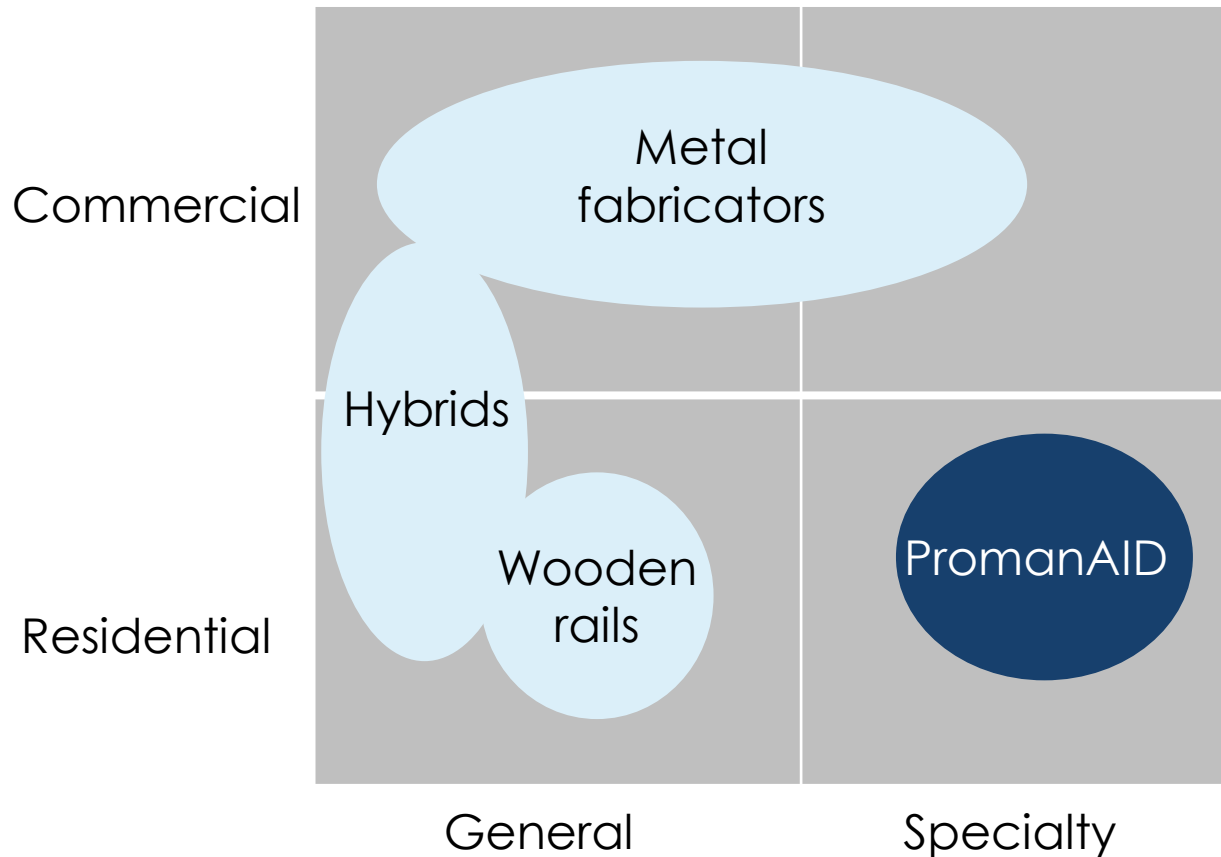 Metal
fabricators
Commercial
Hybrids
Wooden
rails
PromanAID
Residential
General
Specialty